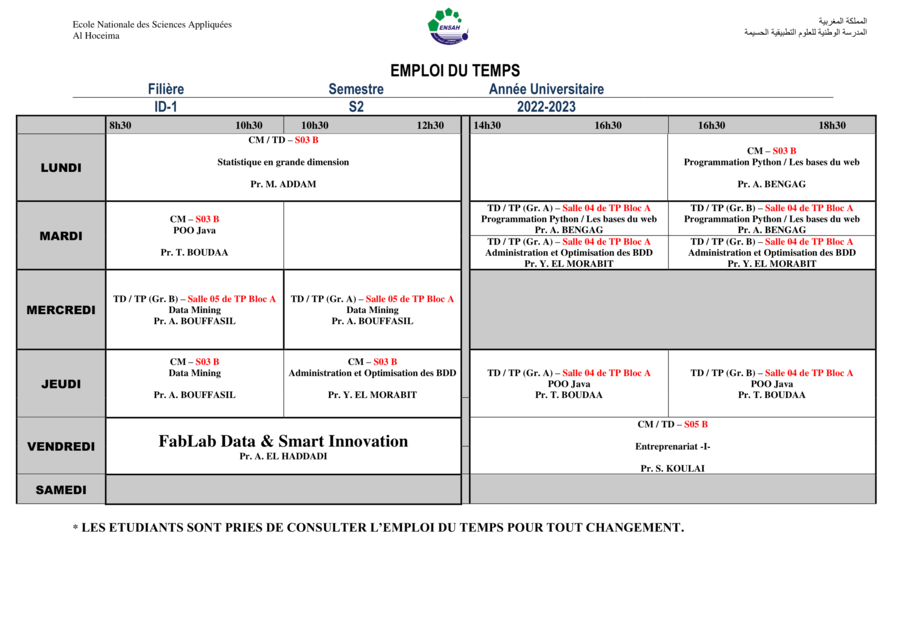 Ecole Nationale des Sciences Appliquées
Al Hoceima
ENSAH
المملكة المغربية
المدرسة الوطنية للعلوم التطبيقية الحسيمة
EMPLOI DU TEMPS
Filière Semestre Année Universitaire
ID-1 S2 2022-2023
8h30 10h30 10h30 12h30 14h30 16h30 16h30 18h30
LUNDI
CM / TD – S03 B
Statistique en grande dimension
Pr. M. ADDAM
CM – S03 B
Programmation Python / Les bases du web
Pr. A. BENGAG
MARDI
CM – S03 B
POO Java
Pr. T. BOUDAA
TD / TP (Gr. A) – Salle 04 de TP Bloc A
Programmation Python / Les bases du web
Pr. A. BENGAG
TD / TP (Gr. A) – Salle 04 de TP Bloc A
Administration et Optimisation des BDD
Pr. Y. EL MORABIT
TD / TP (Gr. B) – Salle 04 de TP Bloc A
Programmation Python / Les bases du web
Pr. A. BENGAG
TD / TP (Gr. B) – Salle 04 de TP Bloc A
Administration et Optimisation des BDD
Pr. Y. EL MORABIT
MERCREDI
TD / TP (Gr. B) – Salle 05 de TP Bloc A
Data Mining
Pr. A. BOUFFASIL
TD / TP (Gr. A) – Salle 05 de TP Bloc A
Data Mining
Pr. A. BOUFFASIL
JEUDI
CM – S03 B
Data Mining
Pr. A. BOUFFASIL
CM – S03 B
Administration et Optimisation des BDD
Pr. Y. EL MORABIT
TD / TP (Gr. A) – Salle 04 de TP Bloc A
POO Java
Pr. T. BOUDAA
TD / TP (Gr. B) – Salle 04 de TP Bloc A
POO Java
Pr. T. BOUDAA
VENDREDI
FabLab Data & Smart Innovation
Pr. A. EL HADDADI
CM / TD – S05 B
Entreprenariat -I-
Pr. S. KOULAI
SAMEDI
* LES ETUDIANTS SONT PRIES DE CONSULTER L’EMPLOI DU TEMPS POUR TOUT CHANGEMENT.